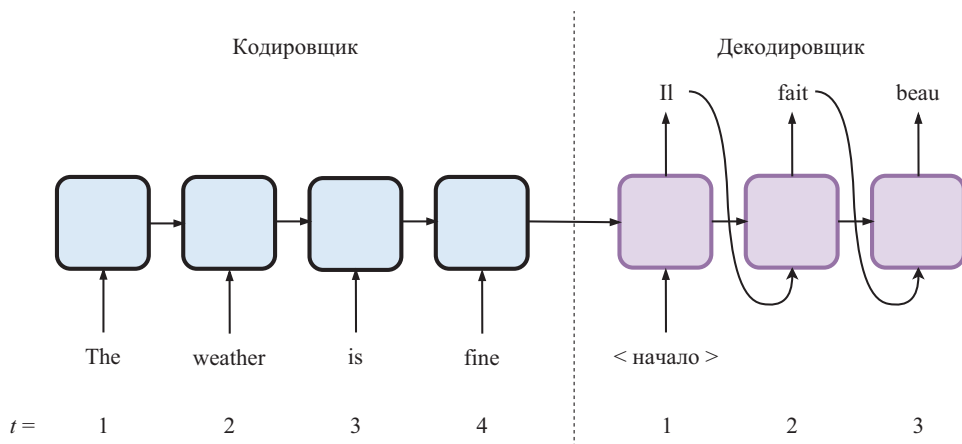 Кодировщик Декодировщик
Il fait beau
The weather is fine < начало >
t = 1 2 3 4 1 2 3